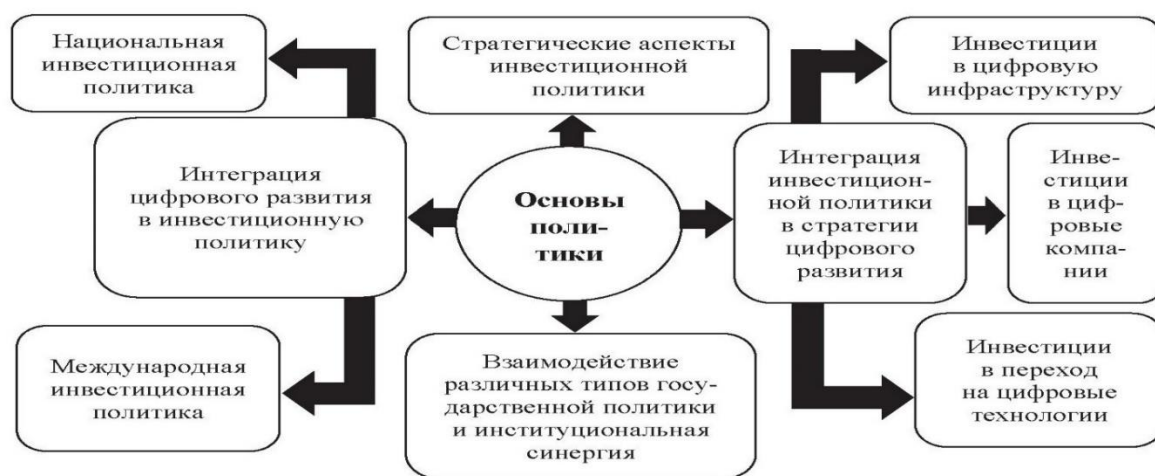 Национальная
инвестиционная
политика
Стратегические аспекты
инвестиционной
политики
Инвестиции
в цифровую
инфраструктуру
Интеграция
цифрового развития
в инвестиционную
политику
Основы
поли-
тики
Интеграция
инвестицион-
ной политики
в стратегии
цифрового
развития
Инве-
стиции
в циф-
ровые
компа-
нии
Международная
инвестиционная
политика
Взаимодействие
различных типов госу-
дарственной политики
и институциональная
синергия
Инвестиции
в переход
на цифровые
технологии